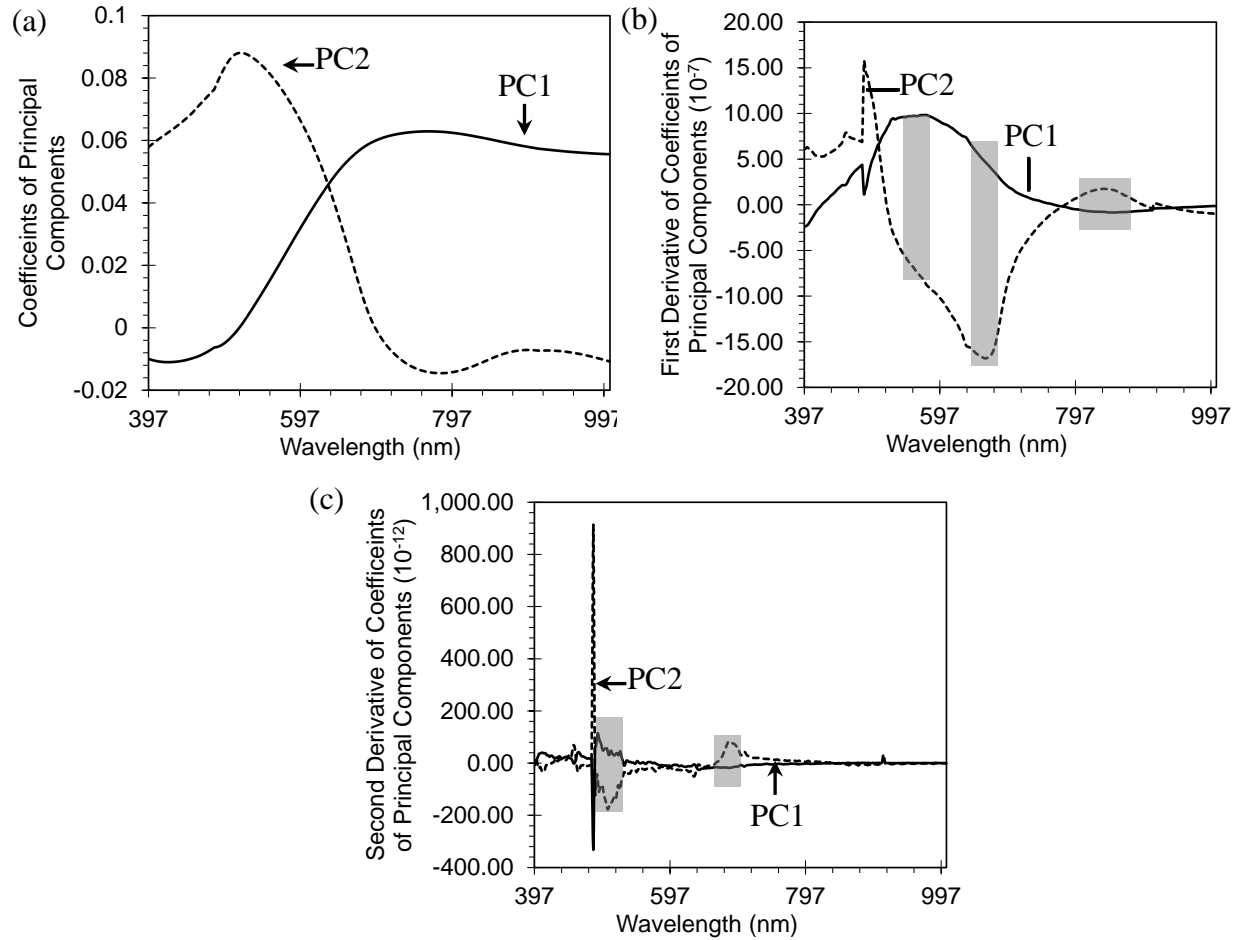 (a)
Coefficeints of Principal
Components
0.1
0.08
0.06
0.04
0.02
0
-0.02
PC2
PC1
397
597
797
997
Wavelength (nm)
(b)
First Derivative of Coefficeints of
Principal Components (10-7)
20.00
15.00
10.00
5.00
0.00
-5.00
-10.00
-15.00
-20.00
PC2
PC1
397
597
797
997
Wavelength (nm)
(c)
Second Derivative of Coefficeints
of Principal Components (10-12)
1,000.00
800.00
600.00
400.00
200.00
0.00
-200.00
-400.00
PC2
PC1
397
597
797
997
Wavelength (nm)